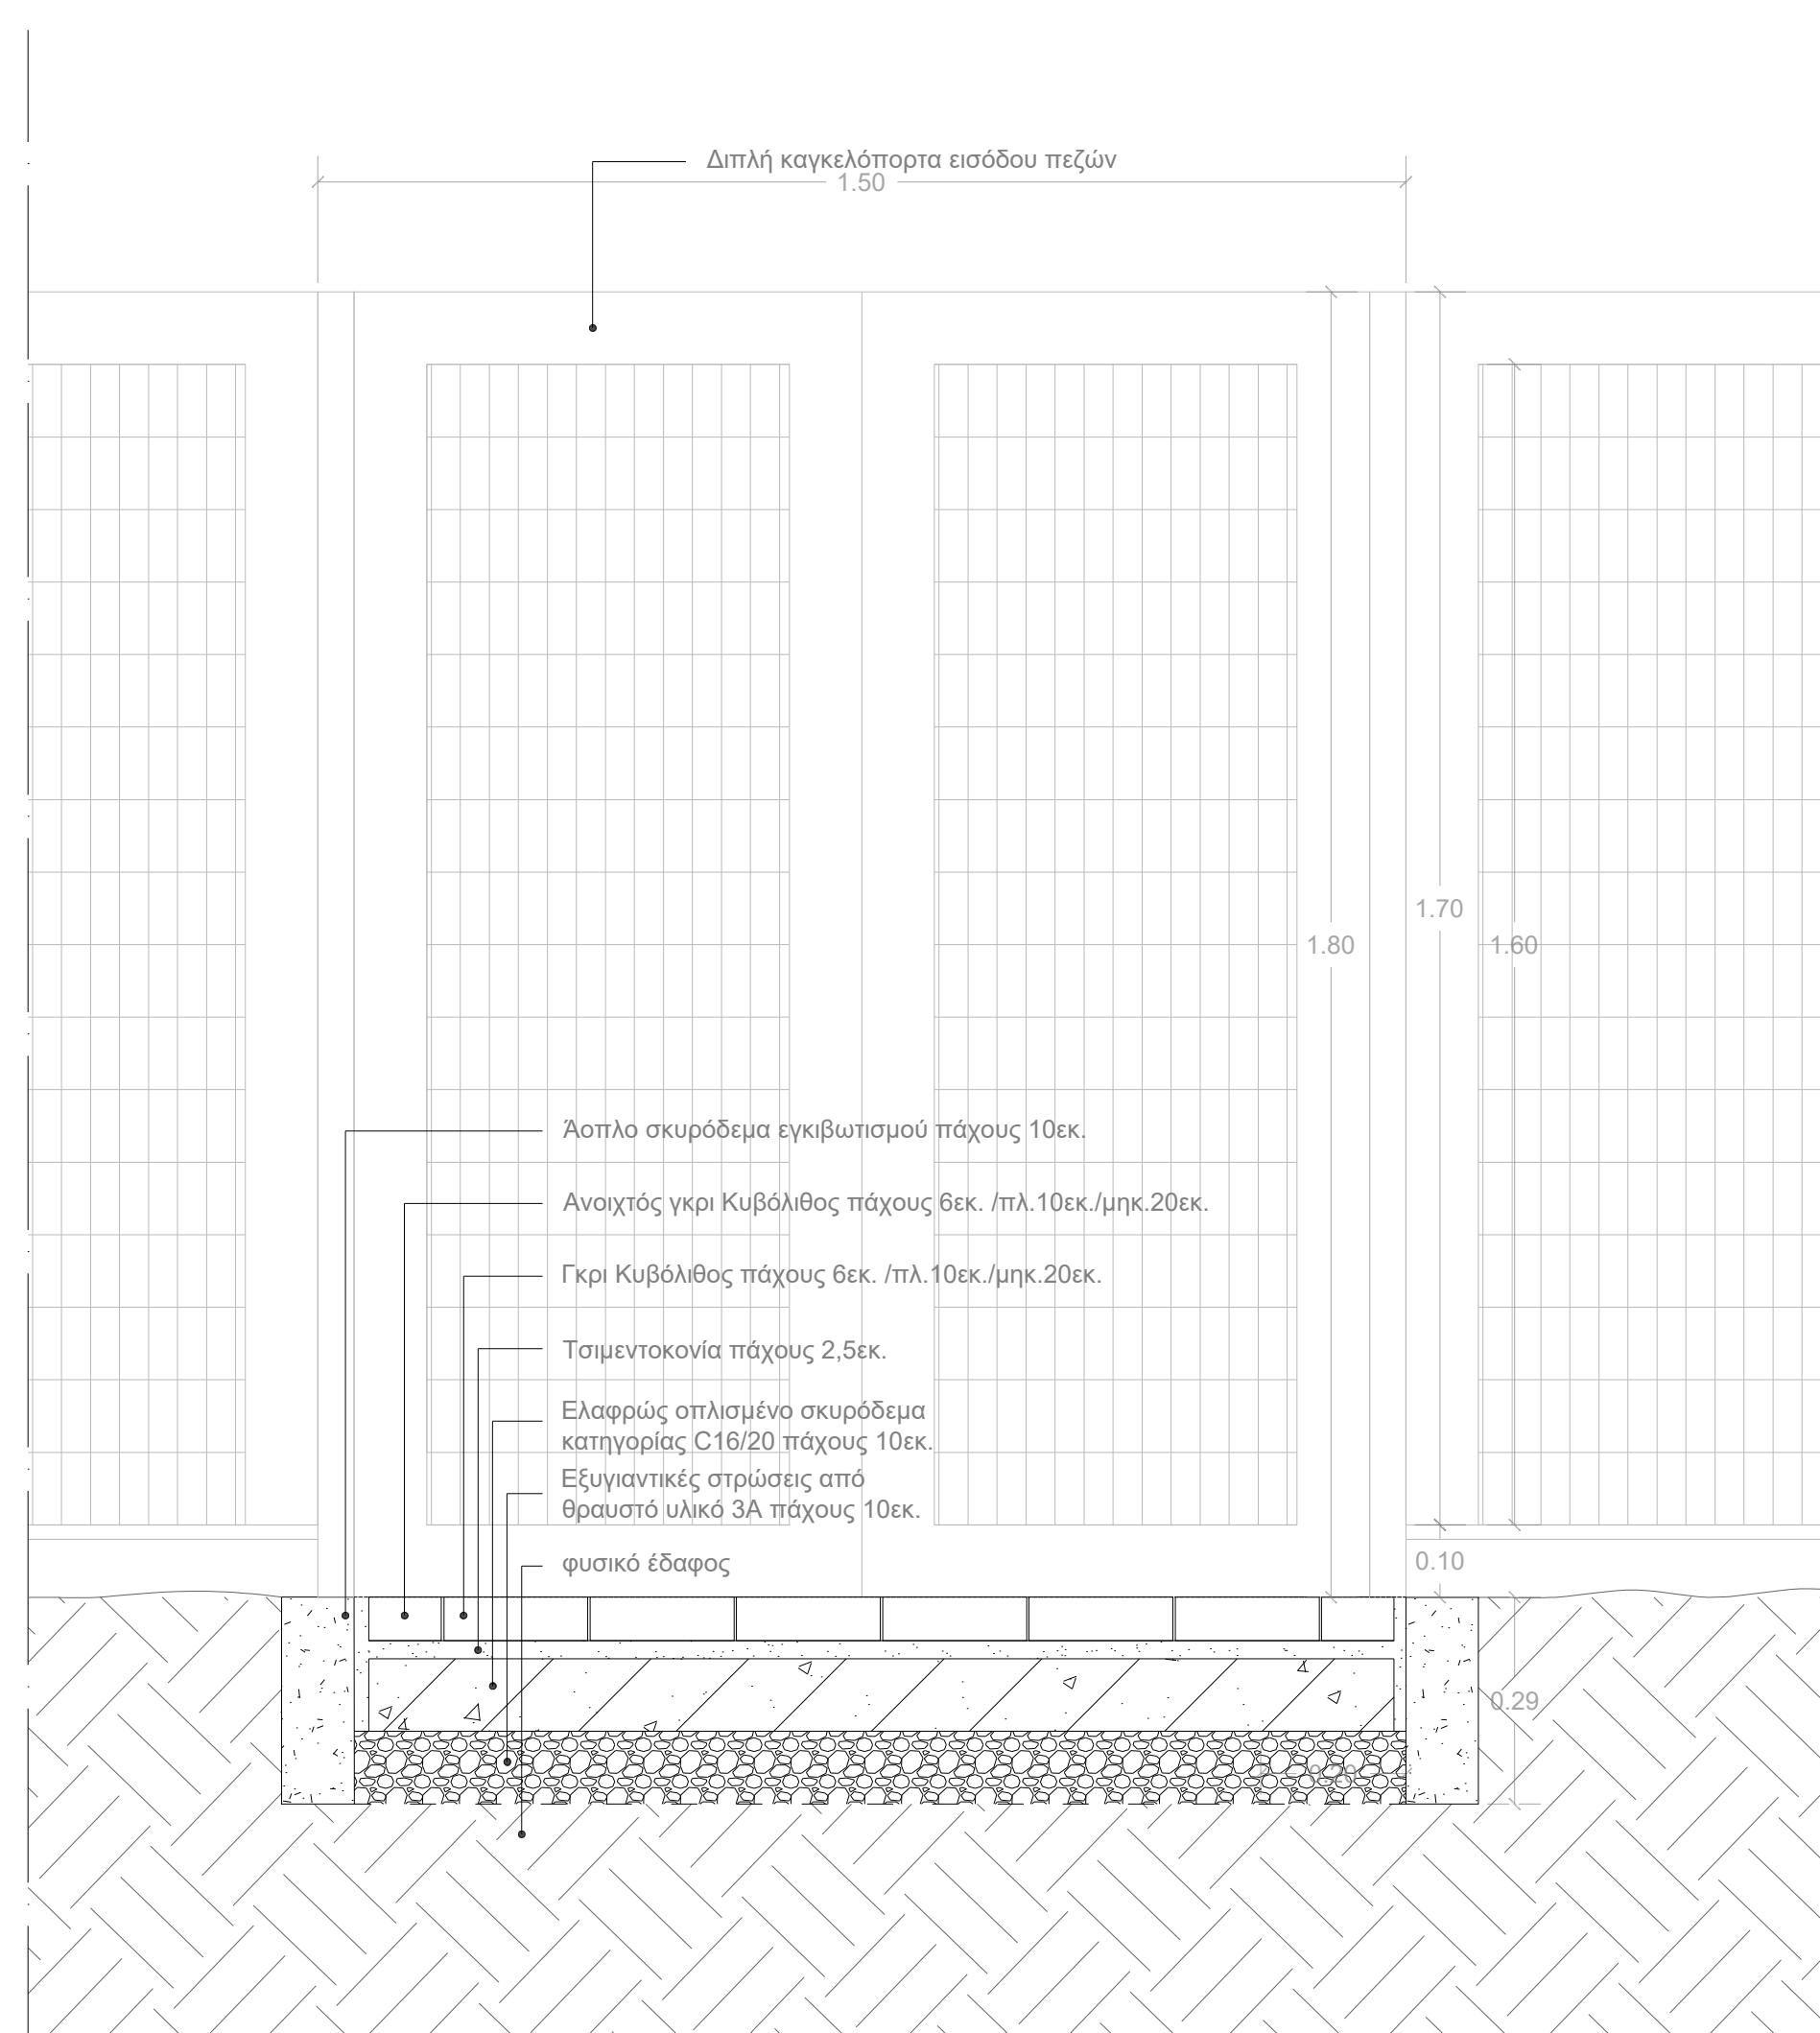 Διπλή καγκελόπορτα εισόδου πεζών
1.50
1.70
1.80
1.60
Άοπλο σκυρόδεμα εγκιβωτισμού πάχους 10εκ.
Ανοιχτός γκρι Κυβόλιθος πάχους 6εκ. /πλ.10εκ./μηκ.20εκ.
Γκρι Κυβόλιθος πάχους 6εκ. /πλ.10εκ./μηκ.20εκ.
Τσιμεντοκονία πάχους 2,5εκ.
Ελαφρώς οπλισμένο σκυρόδεμα
κατηγορίας C16/20 πάχους 10εκ.
Εξυγιαντικές στρώσεις από
θραυστό υλικό 3Α πάχους 10εκ.
φυσικό έδαφος
0.10
0.29
0.20